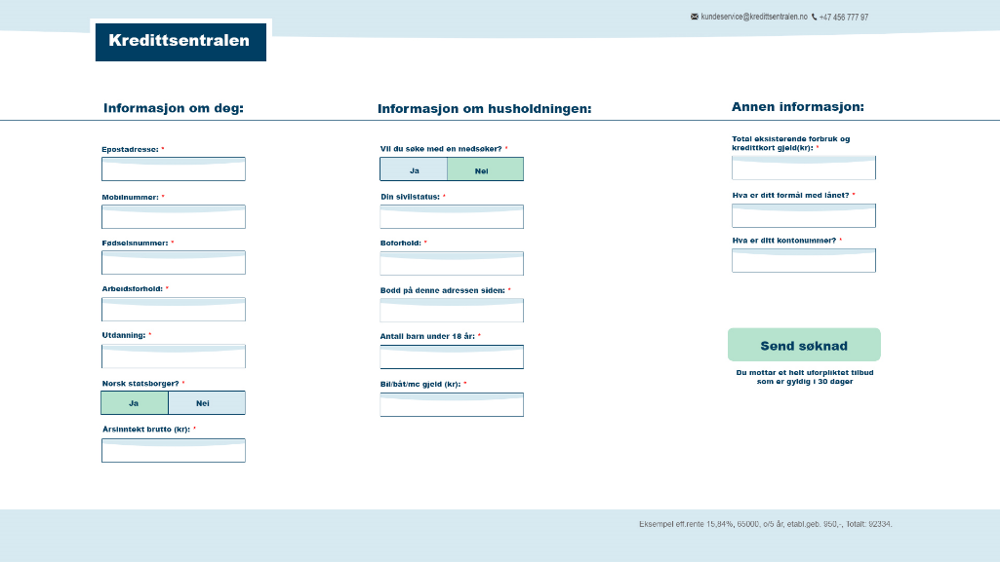 kundeservice@kredittsentralen.no +47 456 777 97
Kredittsentralen
Informasjon om deg:
Epostadresse: *
Mobilnummer: *
Fødselsnummer: *
Arbeidsforhold: *
Utdanning: *
Norsk statsborger? *
Ja Nei
Årsinntekt brutto (kr): *
Informasjon om husholdningen:
Vil du søke med en medsøker? *
Ja Nei
Din sivilstatus: *
Boforhold: *
Bodd på denne adressen siden: *
Antall barn under 18 år: *
Bil/båt/mc gjeld (kr): *
Annen informasjon:
Total eksisterende forbruk og
kredittkort gjeld(kr): *
Hva er ditt formål med lånet? *
Hva er ditt kontonummer? *
Send søknad
Du mottar et helt uforpliktet tilbud
som er gyldig i 30 dager
Eksempel eff.rente 15,84%, 65000, o/5 år, etabl.geb. 950,-, Totalt: 92334.